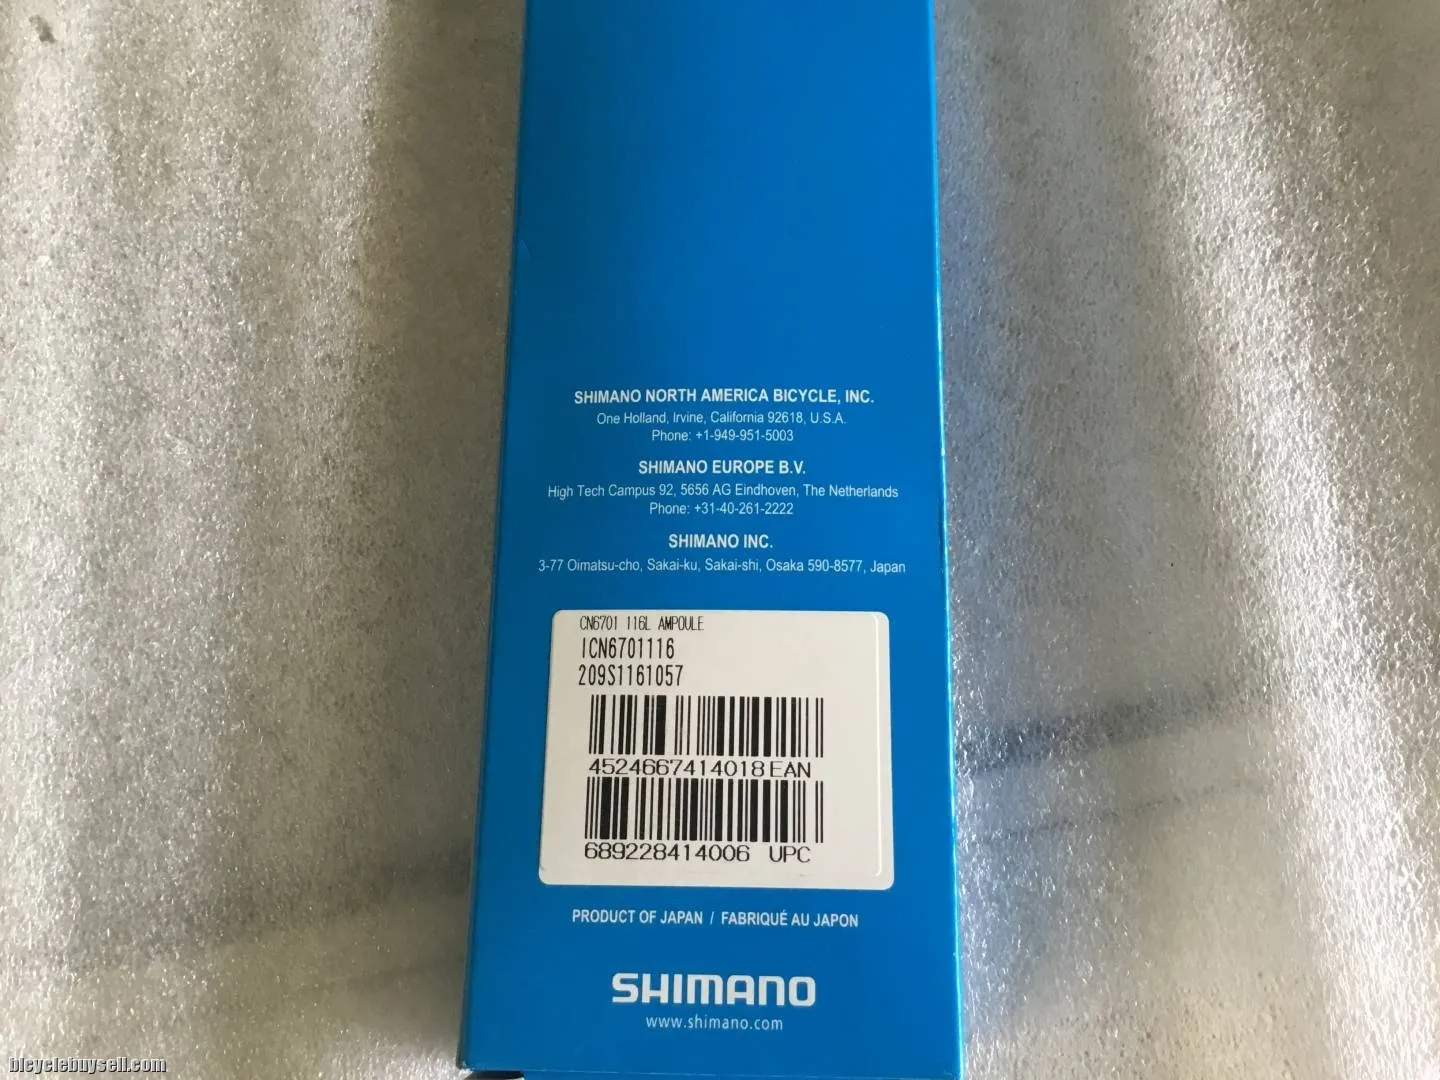 SHIMANO NORTH AMERICA BICYCLE, INC.
One Holland, Irvine, California 92618, U.S.A.
Phone: +1-949-951-5003
SHIMANO EUROPE B.V.
High Tech Campus 92, 5656 AG Eindhoven, The Netherlands
Phone: +31-40-261-2222
SHIMANO INC.
3-77 Oimatsu-cho, Sakai-ku, Sakai-shi, Osaka 590-8577, Japan
CN6701 116L AMPOULE
ICN6701116
209S1161057
4524667414018 EAN
689228414006 UPC
PRODUCT OF JAPAN / FABRIQUÉ AU JAPON
SHIMANO
www.shimano.com
bicyclebuysell.com